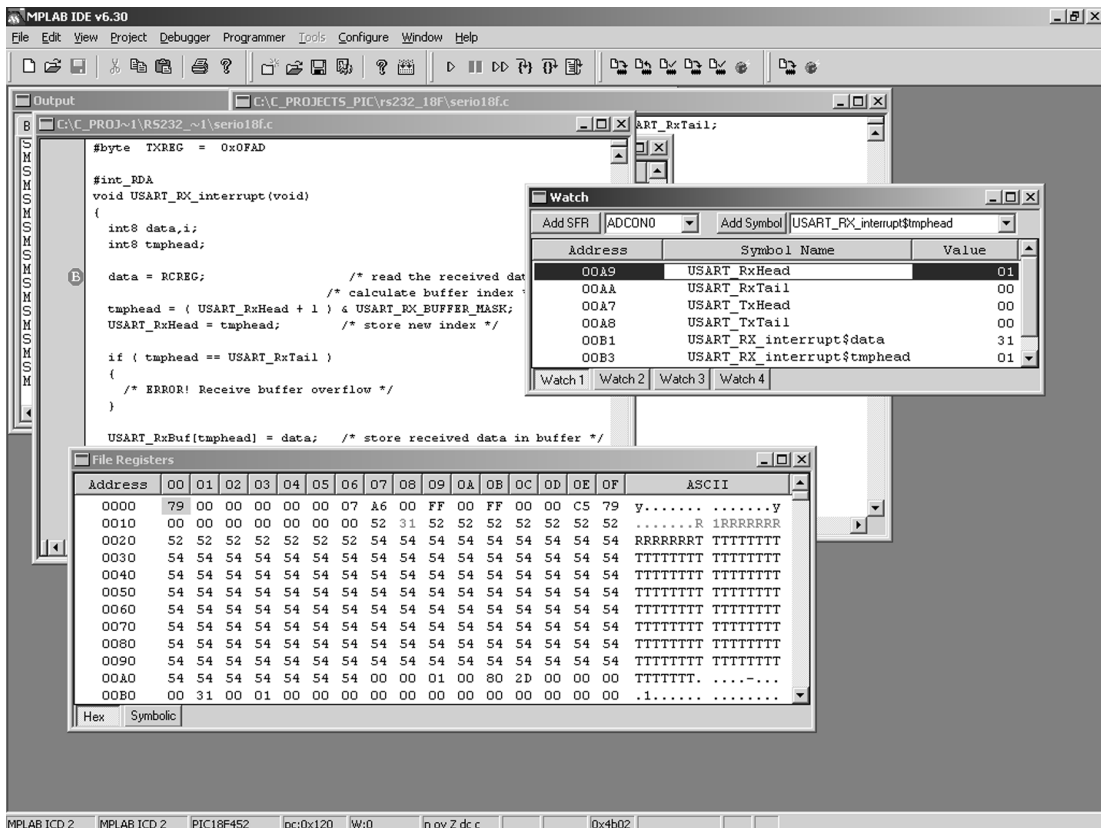 MPLAB IDE v6.30
File Edit View Project Debugger Programmer Tools Configure Window Help
Output
C:\C_PROJECTS_PIC\rs232_18F\serio18f.c
ART_RxTail;
C:\C_PROJ~1\RS232_~1\serio18f.c
B
S
M
S
M
S
M
S
M
S
M
S
M
S
M
S
M
S
M
#byte TXREG = 0x0FAD
#int_RDA
void USART_RX_interrupt(void)
{
int8 data,i;
int8 tmphead;
B data = RCREG; /* read the received dat
/* calculate buffer index
tmphead = ( USART_RxHead + 1 ) & USART_RX_BUFFER_MASK;
USART_RxHead = tmphead; /* store new index */
if ( tmphead == USART_RxTail )
{
/* ERROR! Receive buffer overflow */
}
USART_RxBuf[tmphead] = data; /* store received data in buffer */
Watch
Add SFR ADCON0 Add Symbol USART_RX_interrupt$tmphead
Address Symbol Name Value
00A9 USART_RxHead 01
00AA USART_RxTail 00
00A7 USART_TxHead 00
00A8 USART_TxTail 00
00B1 USART_RX_interrupt$data 31
00B3 USART_RX_interrupt$tmphead 01
Watch 1 Watch 2 Watch 3 Watch 4
File Registers
Address 00 01 02 03 04 05 06 07 08 09 0A 0B 0C 0D 0E 0F ASCII
0000 79 00 00 00 00 00 07 A6 00 FF 00 FF 00 00 C5 79 y....... .......y
0010 00 00 00 00 00 00 00 52 31 52 52 52 52 52 52 52 .......R 1RRRRRRR
0020 52 52 52 52 52 52 52 54 54 54 54 54 54 54 54 54 RRRRRRRT TTTTTTTT
0030 54 54 54 54 54 54 54 54 54 54 54 54 54 54 54 54 TTTTTTTT TTTTTTTT
0040 54 54 54 54 54 54 54 54 54 54 54 54 54 54 54 54 TTTTTTTT TTTTTTTT
0050 54 54 54 54 54 54 54 54 54 54 54 54 54 54 54 54 TTTTTTTT TTTTTTTT
0060 54 54 54 54 54 54 54 54 54 54 54 54 54 54 54 54 TTTTTTTT TTTTTTTT
0070 54 54 54 54 54 54 54 54 54 54 54 54 54 54 54 54 TTTTTTTT TTTTTTTT
0080 54 54 54 54 54 54 54 54 54 54 54 54 54 54 54 54 TTTTTTTT TTTTTTTT
0090 54 54 54 54 54 54 54 54 54 54 54 54 54 54 54 54 TTTTTTTT TTTTTTTT
00A0 54 54 54 54 54 54 54 00 00 01 00 80 2D 00 00 00 TTTTTTT. ....-...
00B0 00 31 00 01 00 00 00 00 00 00 00 00 00 00 00 00 .1...... ........
Hex Symbolic
MPLAB ICD 2 MPLAB ICD 2 PIC18F452 pc:0x120 W:0 n ov Z dc c 0x4b02